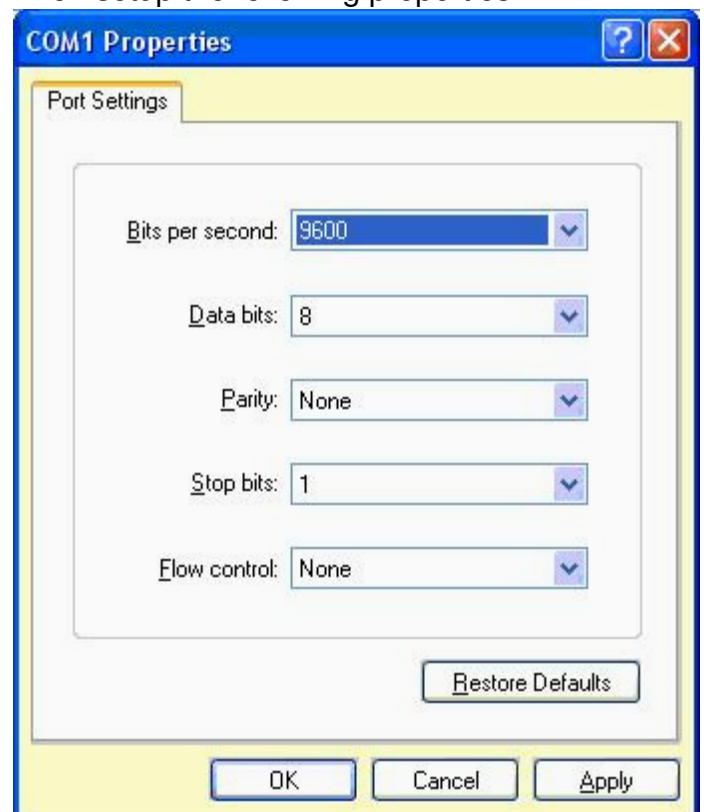 COM1 Properties
Port Settings
Bits per second: 9600
Data bits: 8
Parity: None
Stop bits: 1
Flow control: None
Restore Defaults
OK Cancel Apply